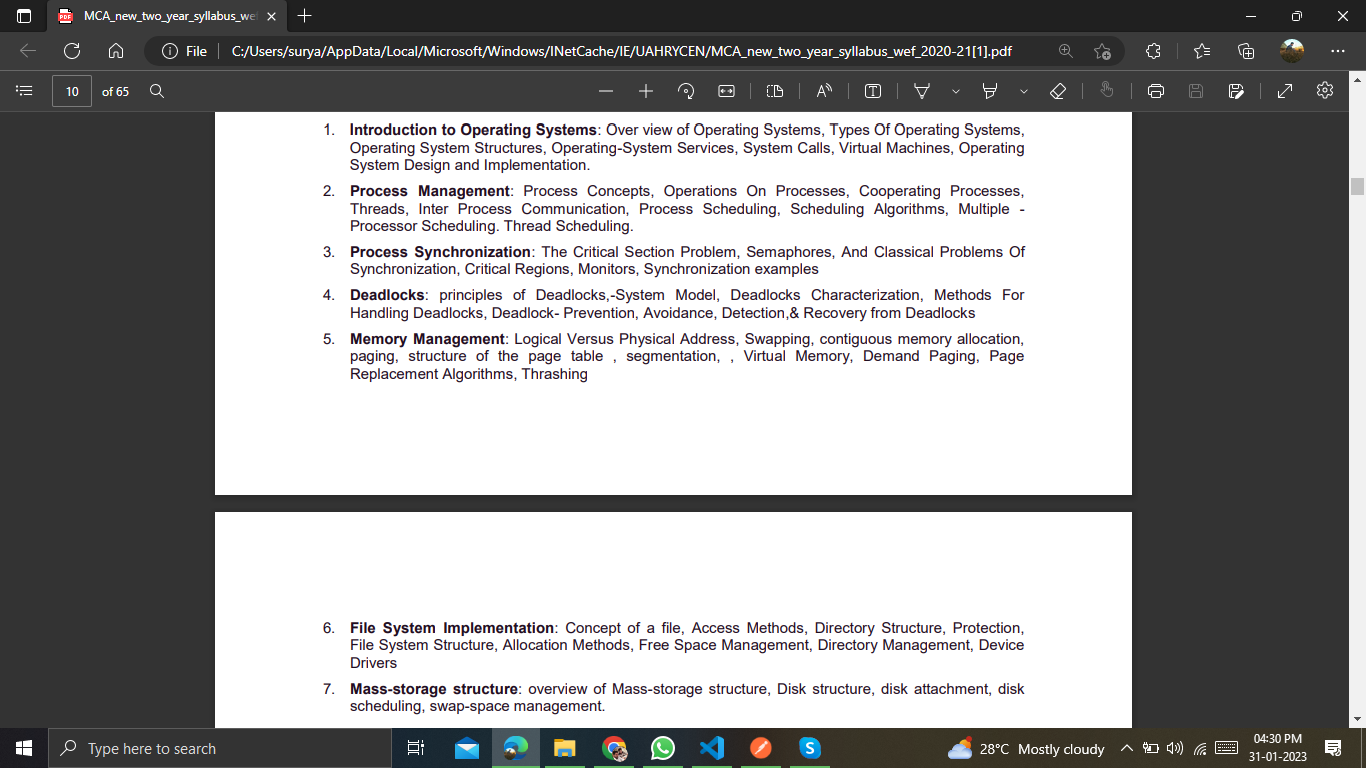 MCA_new_two_year_syllabus_we
File
C:/Users/surya/AppData/Local/Microsoft/Windows/INetCache/IE/UAHRYCEN/MCA_new_two_year_syllabus_wef_2020-21[1].pdf
10 of 65
1. Introduction to Operating Systems: Over view of Operating Systems, Types Of Operating Systems,
Operating System Structures, Operating-System Services, System Calls, Virtual Machines, Operating
System Design and Implementation.
2. Process Management: Process Concepts, Operations On Processes, Cooperating Processes,
Threads, Inter Process Communication, Process Scheduling, Scheduling Algorithms, Multiple -
Processor Scheduling. Thread Scheduling.
3. Process Synchronization: The Critical Section Problem, Semaphores, And Classical Problems Of
Synchronization, Critical Regions, Monitors, Synchronization examples
4. Deadlocks: principles of Deadlocks,-System Model, Deadlocks Characterization, Methods For
Handling Deadlocks, Deadlock- Prevention, Avoidance, Detection,& Recovery from Deadlocks
5. Memory Management: Logical Versus Physical Address, Swapping, contiguous memory allocation,
paging, structure of the page table , segmentation, , Virtual Memory, Demand Paging, Page
Replacement Algorithms, Thrashing
6. File System Implementation: Concept of a file, Access Methods, Directory Structure, Protection,
File System Structure, Allocation Methods, Free Space Management, Directory Management, Device
Drivers
7. Mass-storage structure: overview of Mass-storage structure, Disk structure, disk attachment, disk
scheduling, swap-space management.
Type here to search
28°C Mostly cloudy
04:30 PM
31-01-2023